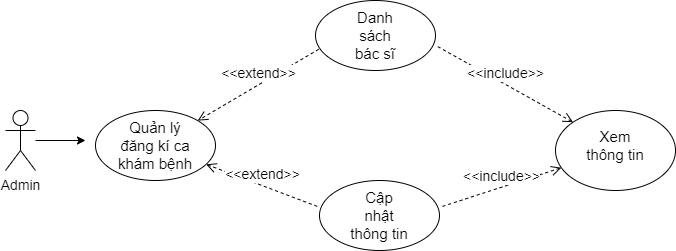 Danh
sách
bác sĩ
<<extend>>
<<include>>
Quản lý
đăng kí ca
khám bệnh
Xem
thông tin
Admin
<<extend>>
<<include>>
Cập
nhật
thông tin